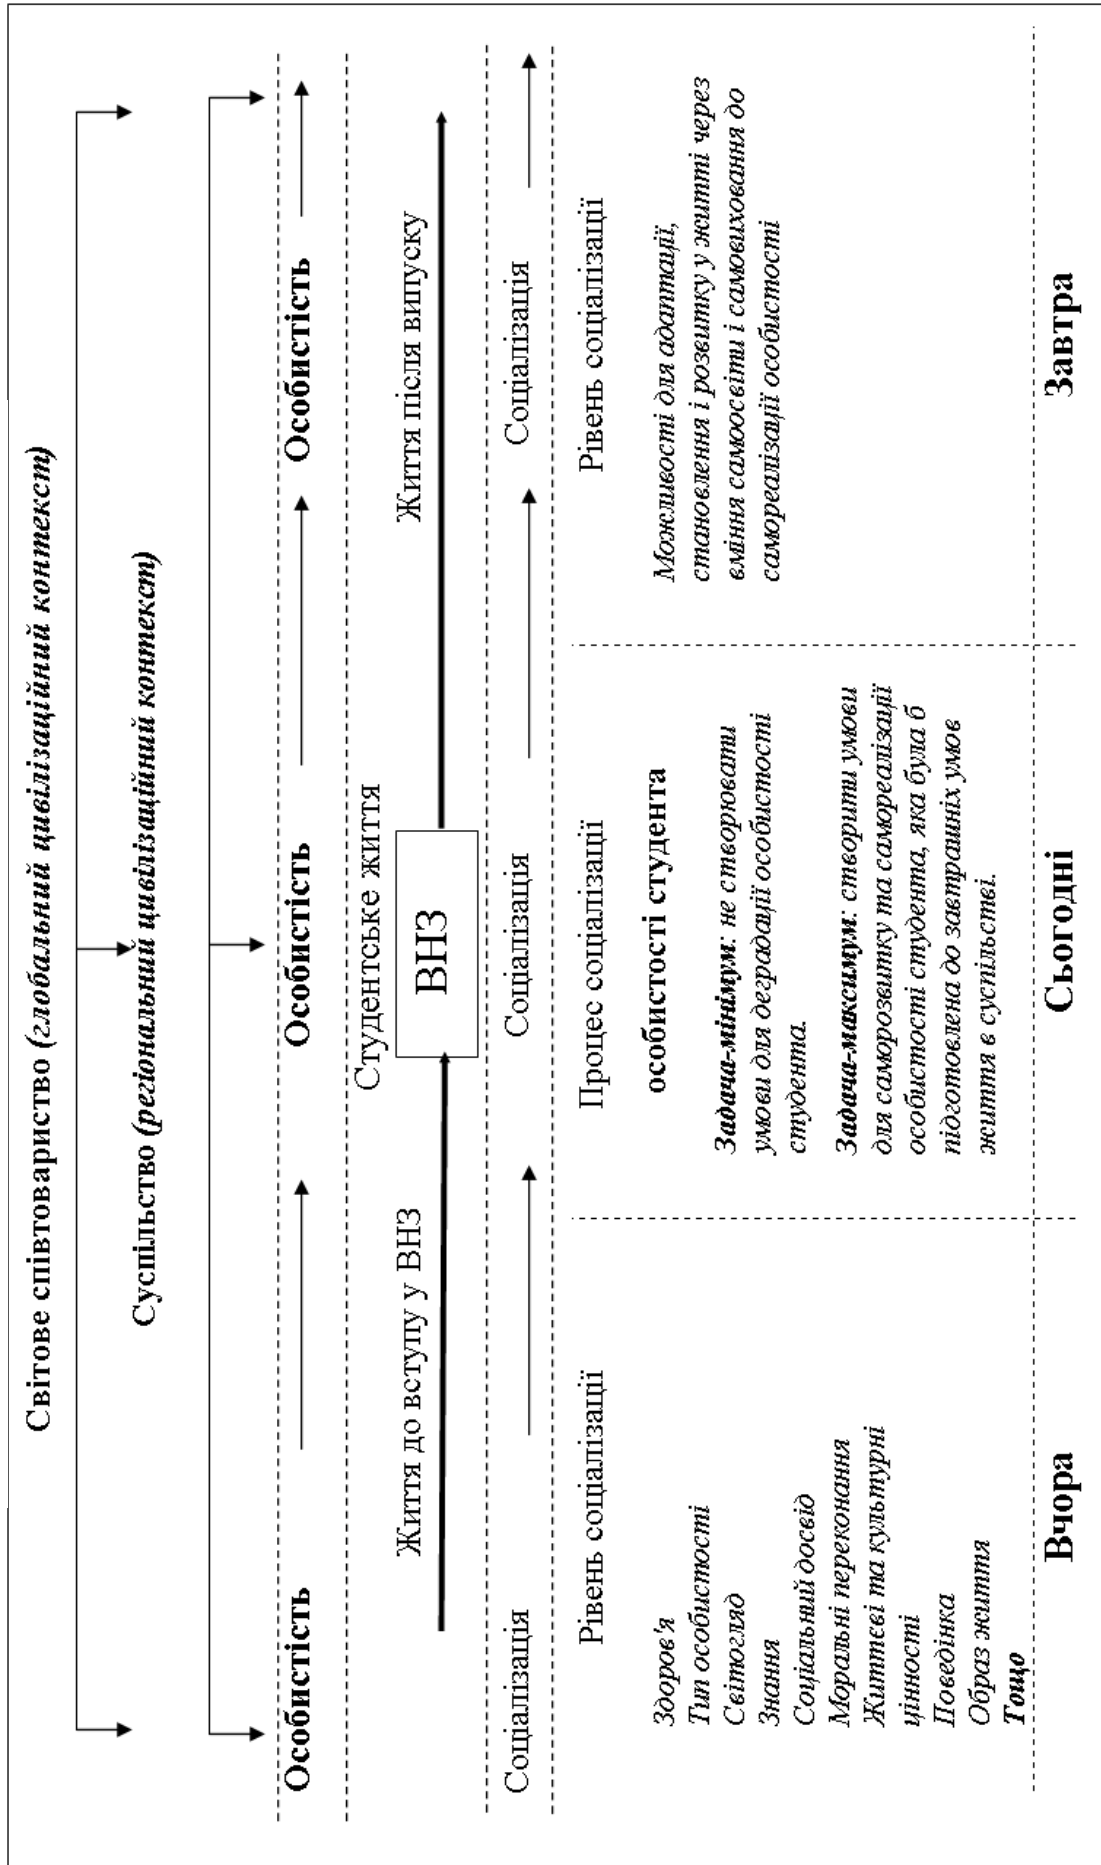 Світове співтовариство (глобальний цивілізаційний контекст)
Суспільство (регіональний цивілізаційний контекст)
Особистість Особистість Особистість
Студентське життя
Життя до вступу у ВНЗ ВНЗ Життя після випуску
Соціалізація Соціалізація Соціалізація
Рівень соціалізації
Здоров'я
Тип особистості
Світогляд
Знання
Соціальний досвід
Моральні переконання
Життєві та культурні
цінності
Поведінка
Образ життя
Тощо
Вчора
Процес соціалізації
особистості студента
Задача-мінімум: не створювати
умови для деградації особистості
студента.
Задача-максимум: створити умови
для саморозвитку та самореалізації
особистості студента, яка була б
підготовлена до завтрашніх умов
життя в суспільстві.
Сьогодні
Рівень соціалізації
Можливості для адаптації,
становлення і розвитку у житті через
вміння самоосвіти і самовиховання до
самореалізації особистості
Завтра